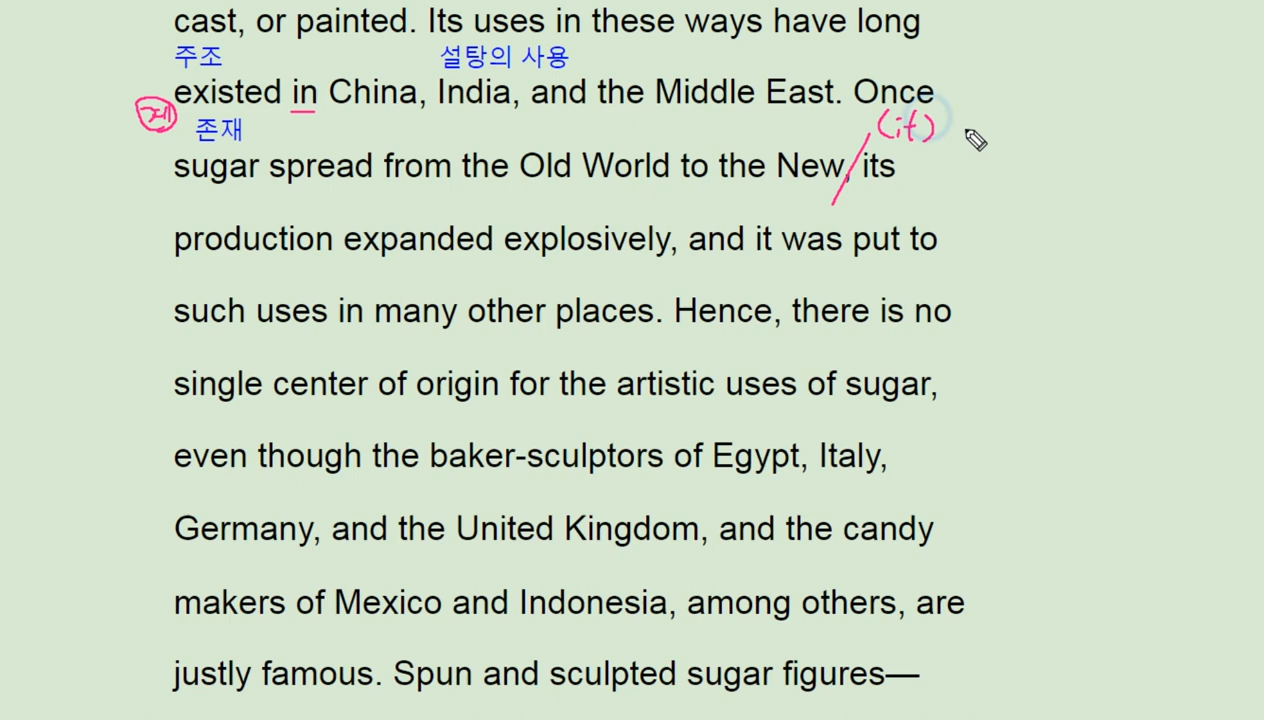 cast, or painted. Its uses in these ways have long
주조 설탕의 사용
existed in China, India, and the Middle East. Once
존재 (if)
sugar spread from the Old World to the New, its
production expanded explosively, and it was put to
such uses in many other places. Hence, there is no
single center of origin for the artistic uses of sugar,
even though the baker-sculptors of Egypt, Italy,
Germany, and the United Kingdom, and the candy
makers of Mexico and Indonesia, among others, are
justly famous. Spun and sculpted sugar figures—